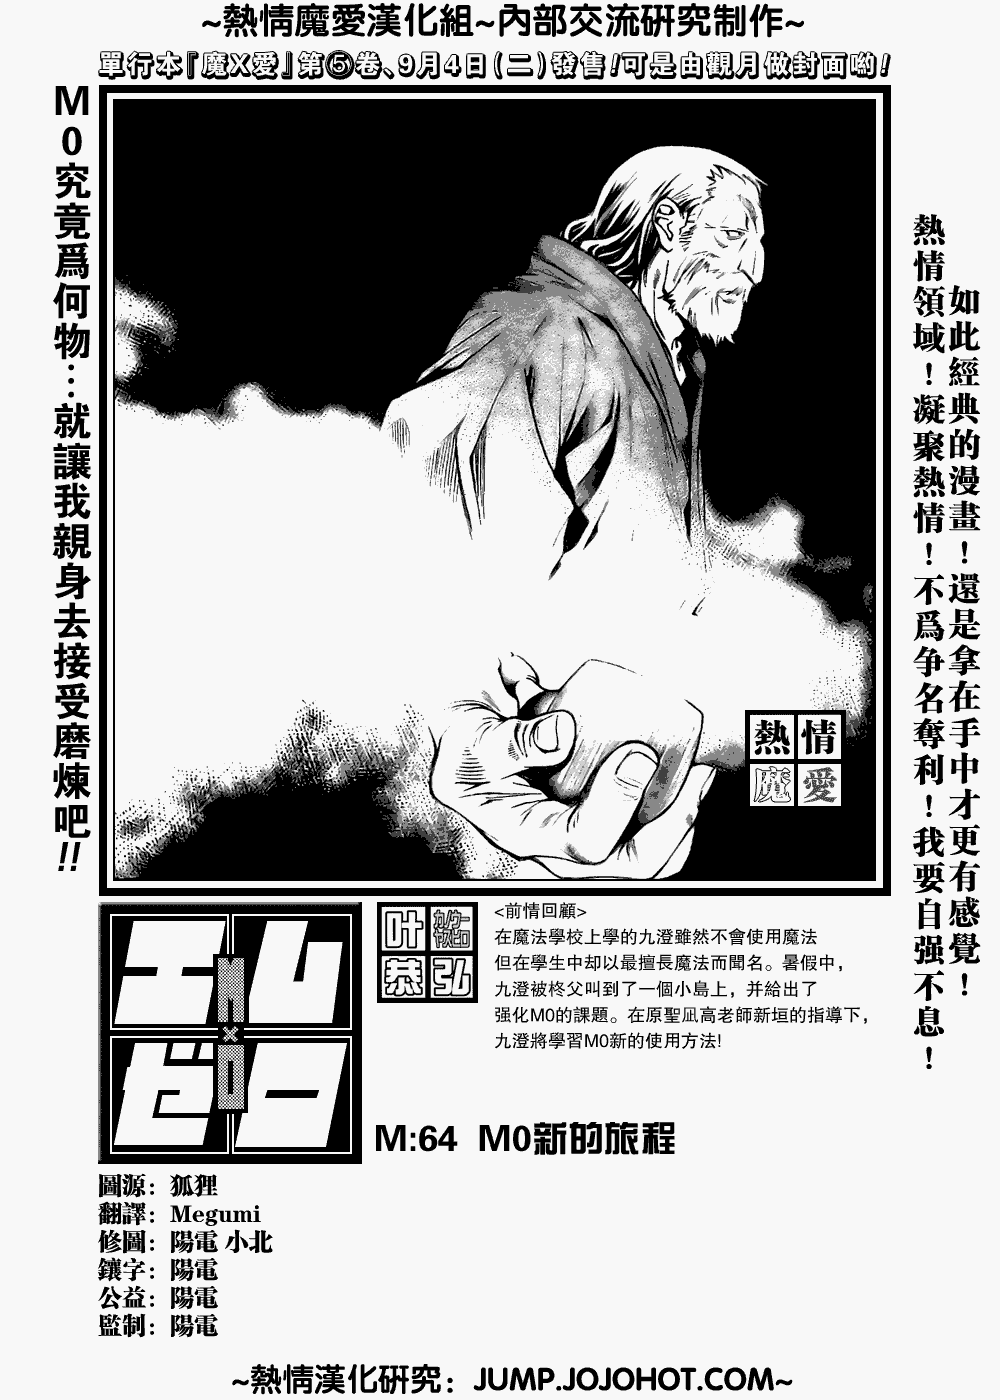 ~熱情魔愛漢化組~內部交流研究制作~
單行本『魔X愛』第⑤卷、9月4日(二)發售!可是由觀月做封面喲!
如此經典的漫畫!還是拿在手中才更有感覺!
熱情領域!凝聚熱情!不爲争名奪利!我要自强不息!
M0究竟爲何物…就讓我親身去接受磨煉吧!!
熱情
魔愛
エム
×
ゼロ
叶
恭弘
カノウー
ヤスヒロ
<前情回顧>
在魔法學校上學的九澄雖然不會使用魔法
但在學生中却以最擅長魔法而聞名。暑假中,
九澄被柊父叫到了一個小島上，并給出了
强化M0的課題。在原聖凪高老師新垣的指導下,
九澄將學習M0新的使用方法!
M:64 M0新的旅程
圖源：狐狸
翻譯：Megumi
修圖：陽電 小北
鑲字：陽電
公益：陽電
監制：陽電
~熱情漢化研究：JUMP.JOJOHOT.COM~